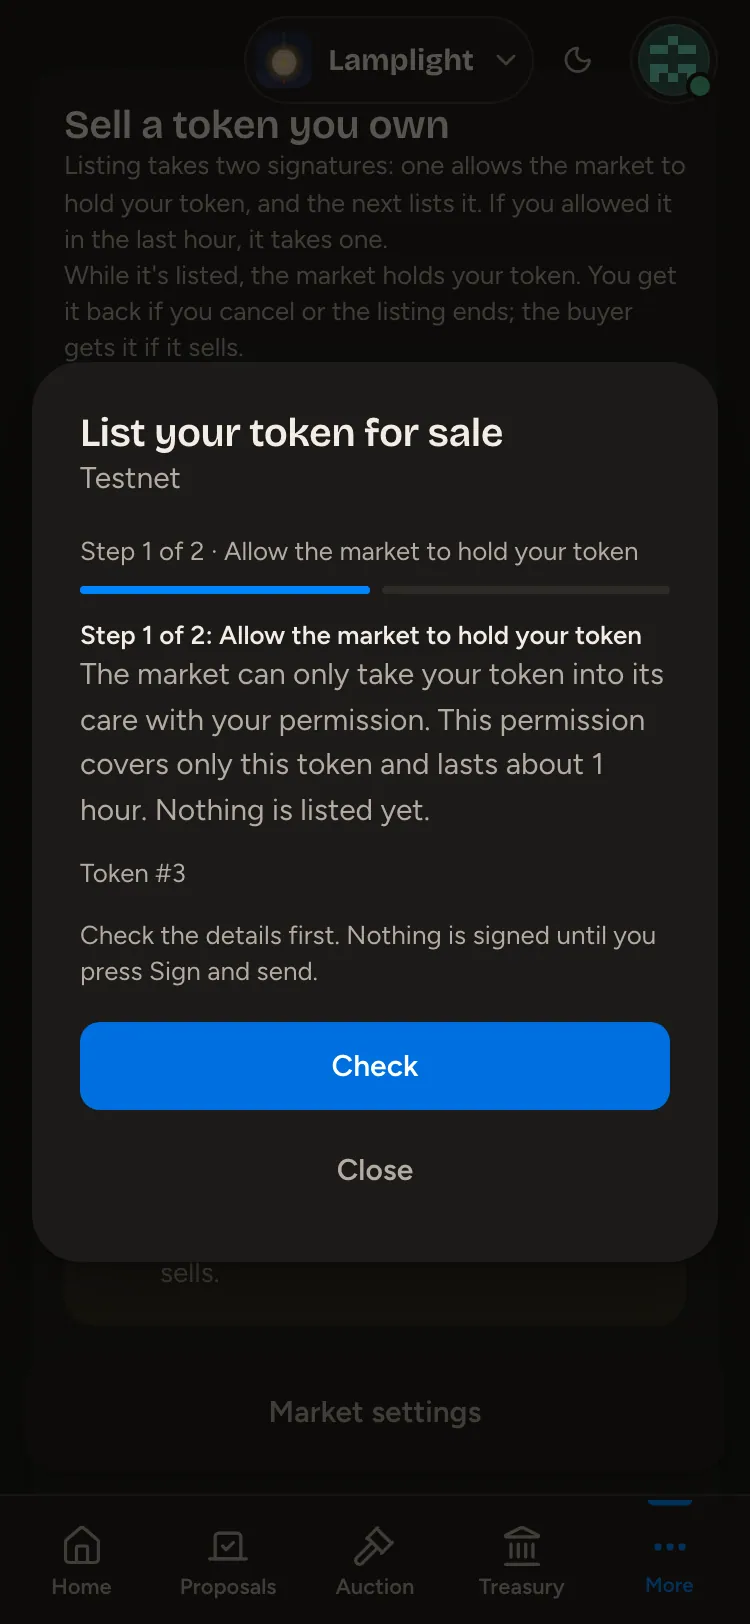 Lamplight
Sell a token you own
Listing takes two signatures: one allows the market to
hold your token, and the next lists it. If you allowed it
in the last hour, it takes one.
While it's listed, the market holds your token. You get
it back if you cancel or the listing ends; the buyer
gets it if it sells.
List your token for sale
Testnet
Step 1 of 2 · Allow the market to hold your token
Step 1 of 2: Allow the market to hold your token
The market can only take your token into its
care with your permission. This permission
covers only this token and lasts about 1
hour. Nothing is listed yet.
Token #3
Check the details first. Nothing is signed until you
press Sign and send.
Check
Close
sells.
Market settings
Home
Proposals
Auction
Treasury
More